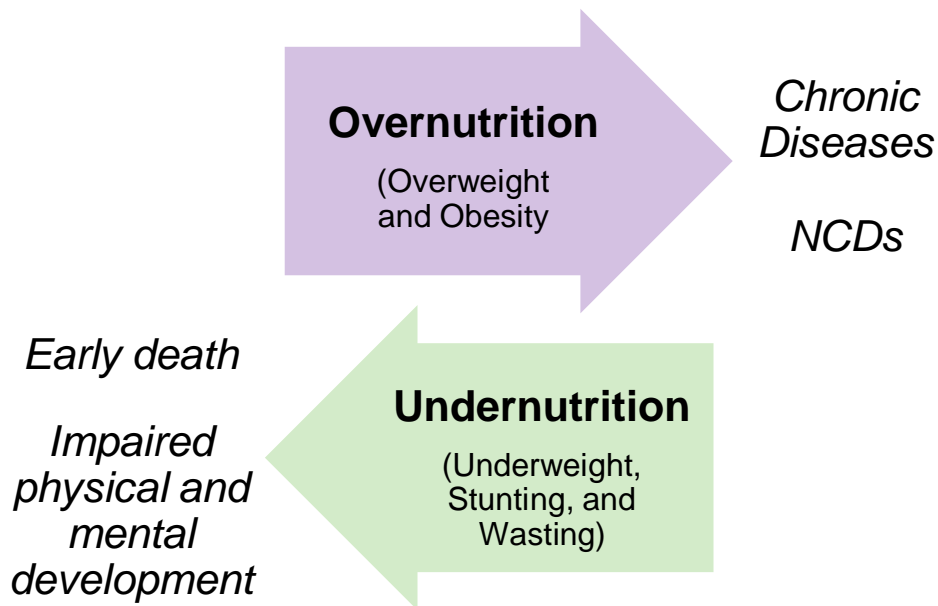 Overnutrition
(Overweight
and Obesity
Chronic
Diseases
NCDs
Early death
Impaired
physical and
mental
development
Undernutrition
(Underweight,
Stunting, and
Wasting)